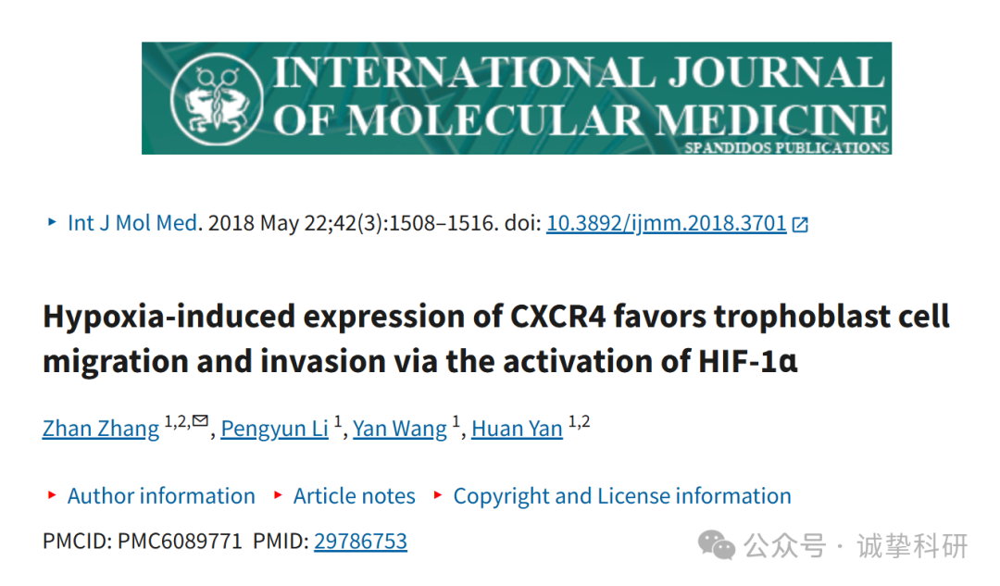 INTERNATIONAL JOURNAL
OF MOLECULAR MEDICINE
SPANDIDOS PUBLICATIONS
Int J Mol Med. 2018 May 22;42(3):1508–1516. doi: 10.3892/ijmm.2018.3701
Hypoxia-induced expression of CXCR4 favors trophoblast cell
migration and invasion via the activation of HIF-1α
Zhan Zhang 1,2,✉, Pengyun Li 1, Yan Wang 1, Huan Yan 1,2
Author information Article notes Copyright and License information
PMCID: PMC6089771 PMID: 29786753
公众号 · 诚挚科研